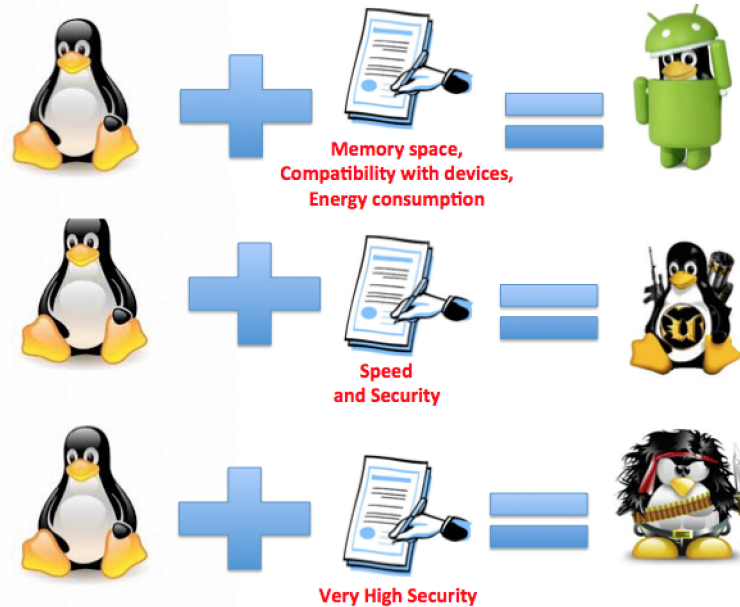 Memory space,
Compatibility with devices,
Energy consumption
u
Speed
and Security
Very High Security